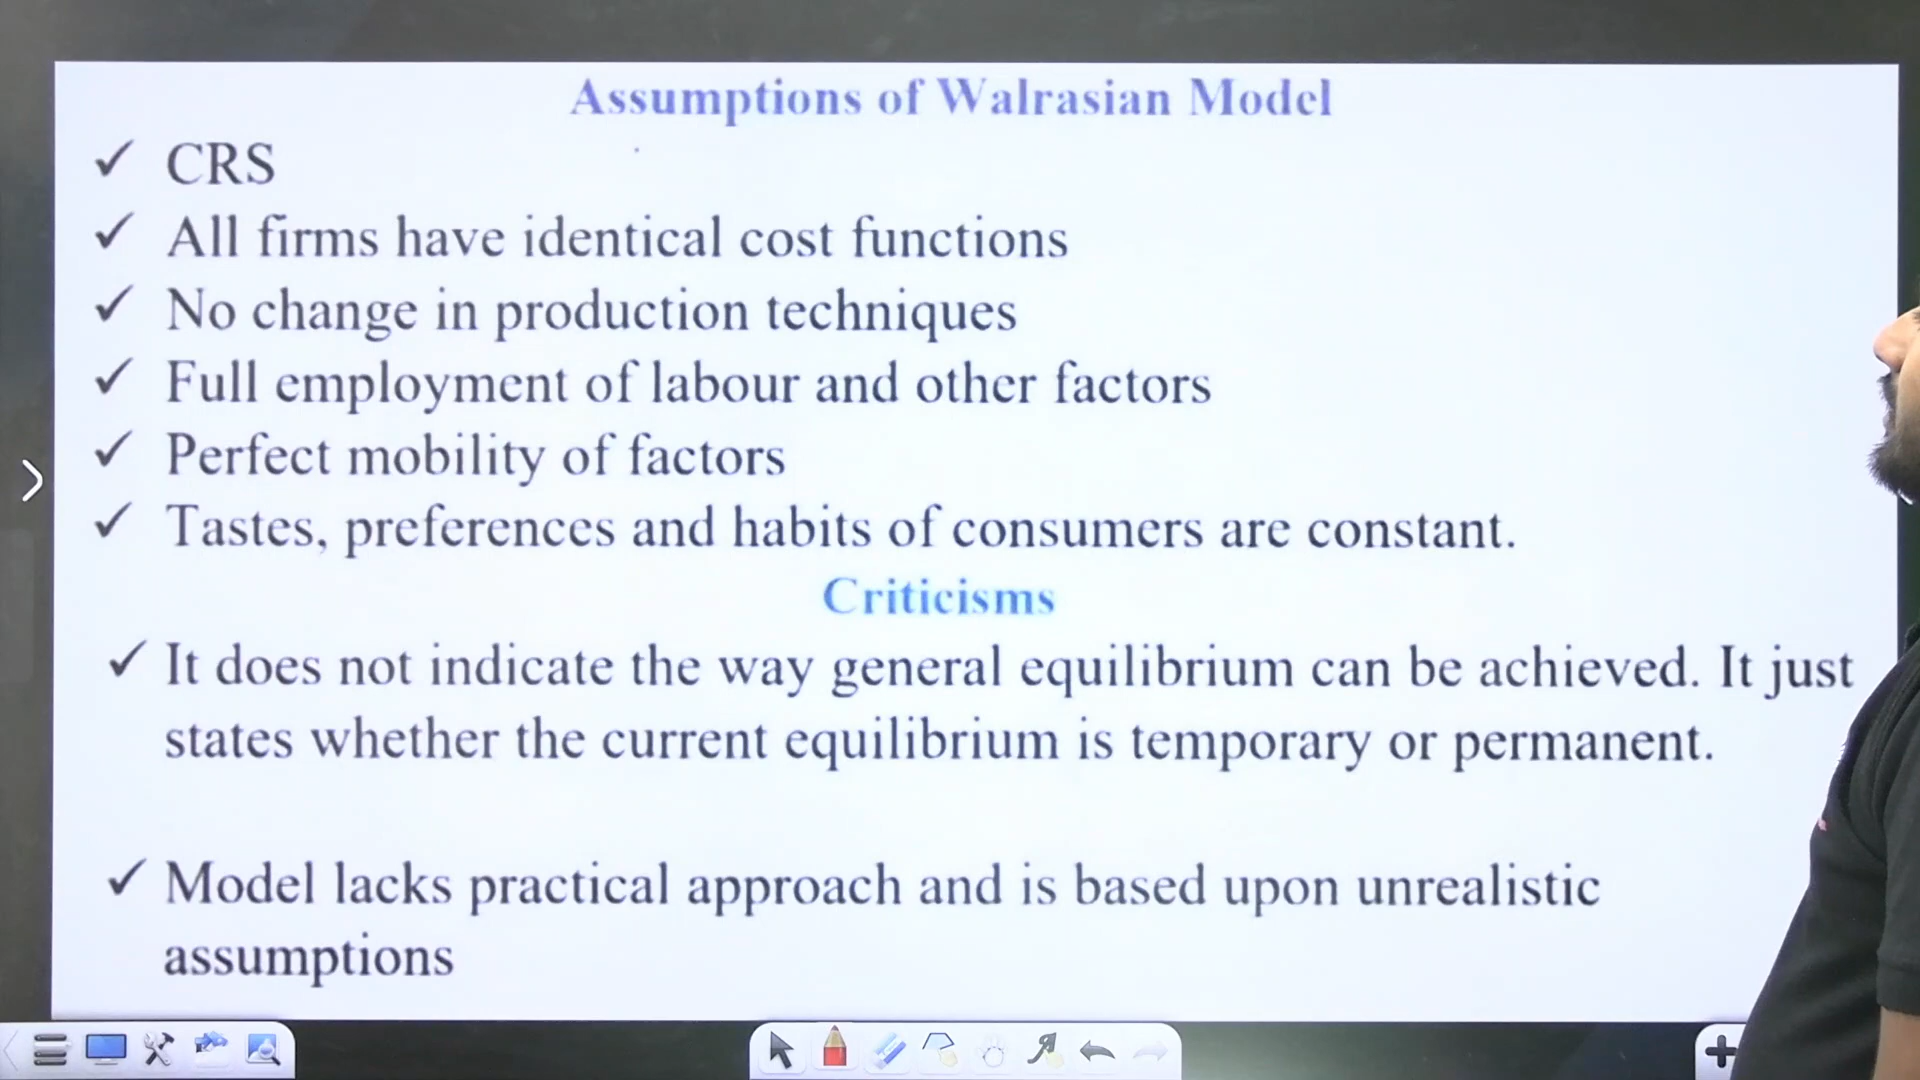 Assumptions of Walrasian Model
✓ CRS
✓ All firms have identical cost functions
✓ No change in production techniques
✓ Full employment of labour and other factors
✓ Perfect mobility of factors
✓ Tastes, preferences and habits of consumers are constant.
Criticisms
✓ It does not indicate the way general equilibrium can be achieved. It just
states whether the current equilibrium is temporary or permanent.
✓ Model lacks practical approach and is based upon unrealistic
assumptions